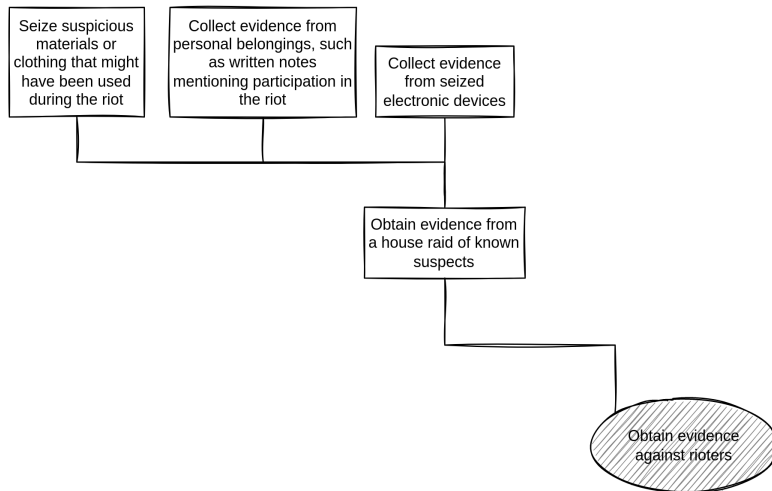 Seize suspicious
materials or
clothing that might
have been used
during the riot
Collect evidence from
personal belongings, such
as written notes
mentioning participation in
the riot
Collect evidence
from seized
electronic devices
Obtain evidence from
a house raid of known
suspects
Obtain evidence
against rioters